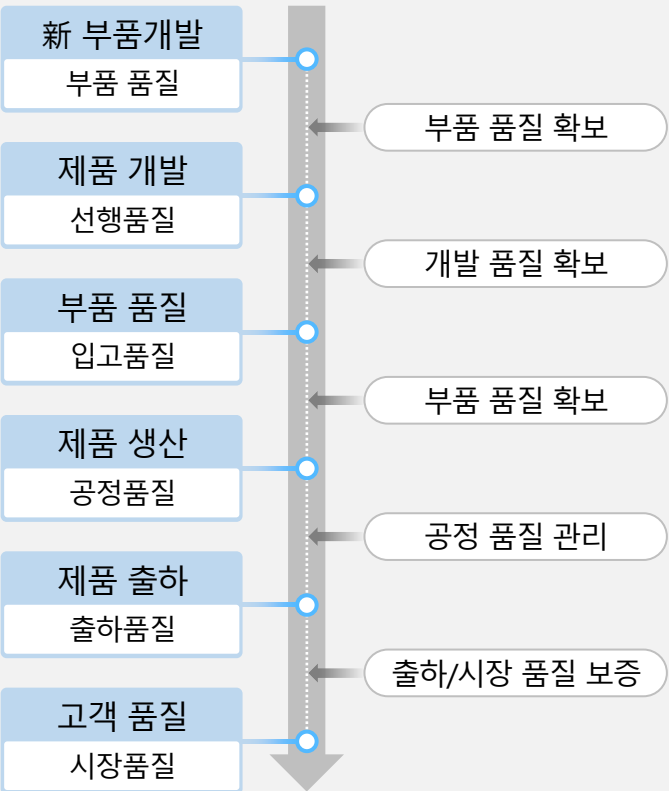 新 부품개발
부품 품질
부품 품질 확보
제품 개발
선행품질
개발 품질 확보
부품 품질
입고품질
부품 품질 확보
제품 생산
공정품질
공정 품질 관리
제품 출하
출하품질
출하/시장 품질 보증
고객 품질
시장품질